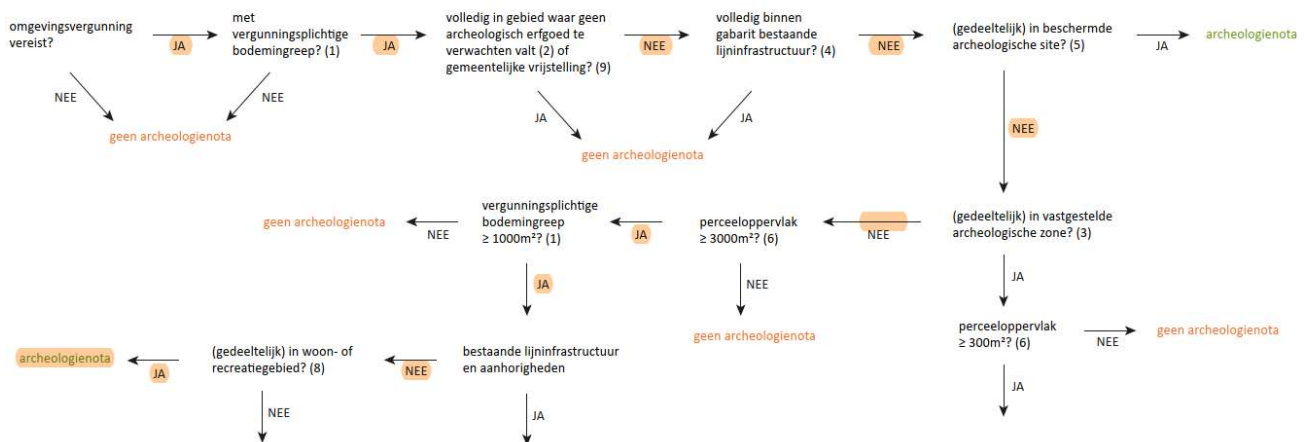 omgevingsvergunning
vereist?
JA
met
vergunningsplichtige
bodemingreep? (1)
JA
volledig in gebied waar geen
archeologisch erfgoed te
verwachten valt (2) of
gemeentelijke vrijstelling? (9)
NEE
volledig binnen
gabarit bestaande
lijninfrastructuur? (4)
NEE
(gedeeltelijk) in beschermde
archeologische site? (5)
JA
archeologienota
NEE
NEE
geen archeologienota
JA
JA
geen archeologienota
NEE
geen archeologienota
NEE
vergunningsplichtige
bodemingreep
≥ 1000m²? (1)
JA
perceeloppervlak
≥ 3000m²? (6)
NEE
(gedeeltelijk) in vastgestelde
archeologische zone? (3)
JA
NEE
JA
geen archeologienota
perceeloppervlak
≥ 300m²? (6)
NEE
geen archeologienota
archeologienota
JA
(gedeeltelijk) in woon- of
recreatiegebied? (8)
NEE
bestaande lijninfrastructuur
en aanhorigheden
JA
NEE
JA